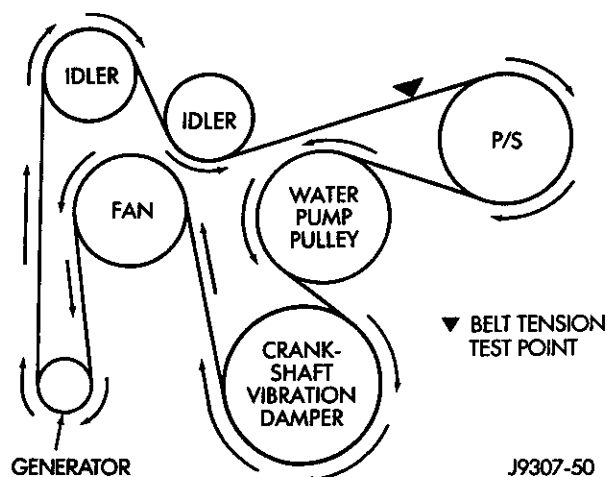 IDLER
IDLER
P/S
FAN
WATER
PUMP
PULLEY
▼ BELT TENSION
TEST POINT
CRANK-
SHAFT
VIBRATION
DAMPER
GENERATOR
J9307-50